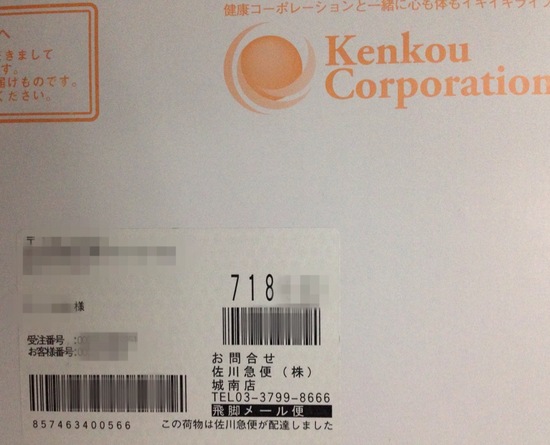 健康コーポレーションと一緒に心も体もイキイキライフ
Kenkou
Corporation
へ
きまして
す。
届けものです。
ください。
〒
718
様
受注番号:
お客様番号:
お問合せ
佐川急便(株)
城南店
TEL03-3799-8666
飛脚メール便
857463400566
この荷物は佐川急便が配達しました